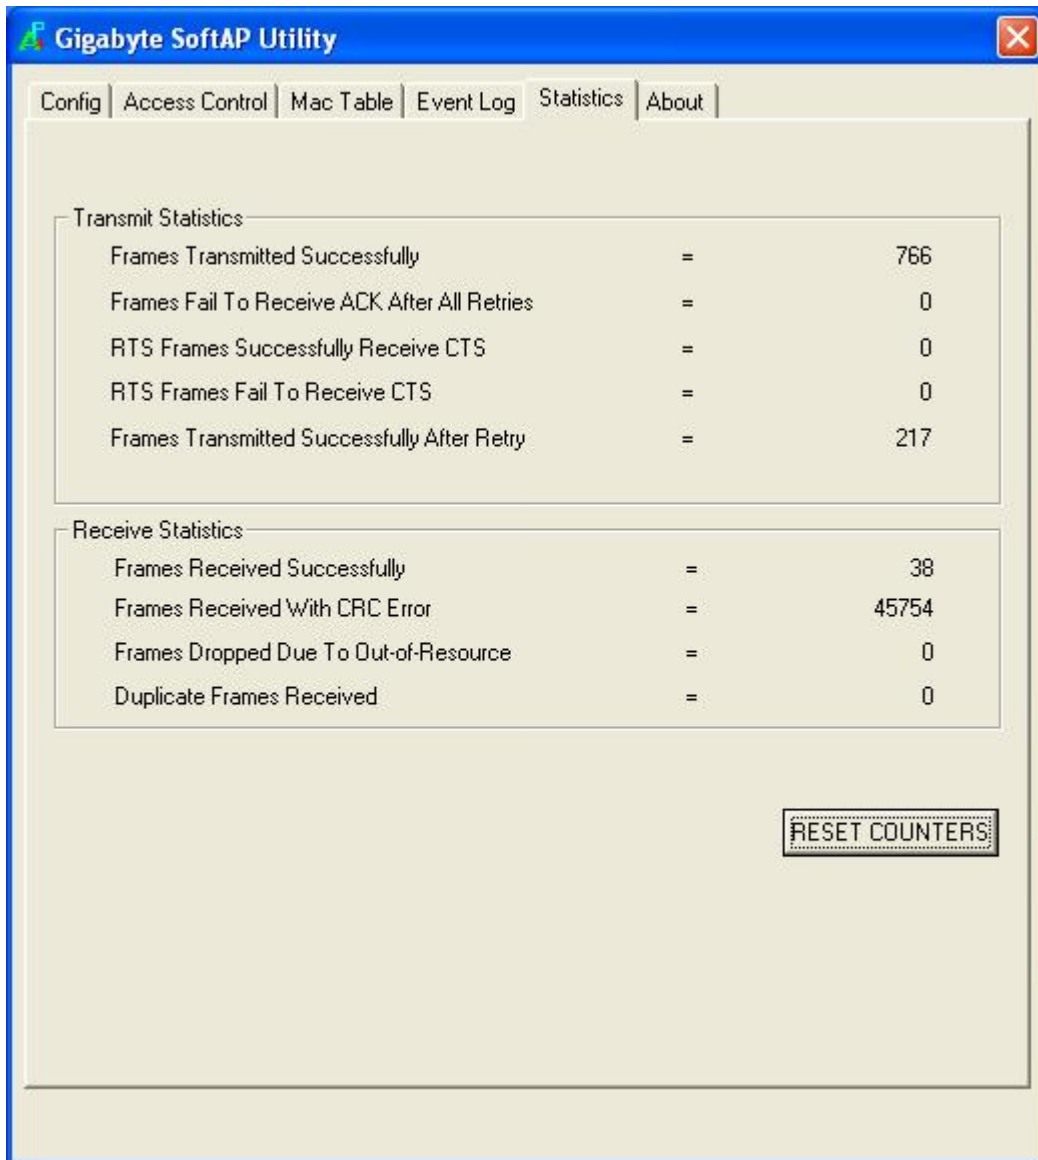 Gigabyte SoftAP Utility
Config Access Control Mac Table Event Log Statistics About
Transmit Statistics
Frames Transmitted Successfully = 766
Frames Fail To Receive ACK After All Retries = 0
RTS Frames Successfully Receive CTS = 0
RTS Frames Fail To Receive CTS = 0
Frames Transmitted Successfully After Retry = 217
Receive Statistics
Frames Received Successfully = 38
Frames Received With CRC Error = 45754
Frames Dropped Due To Out-of-Resource = 0
Duplicate Frames Received = 0
RESET COUNTERS